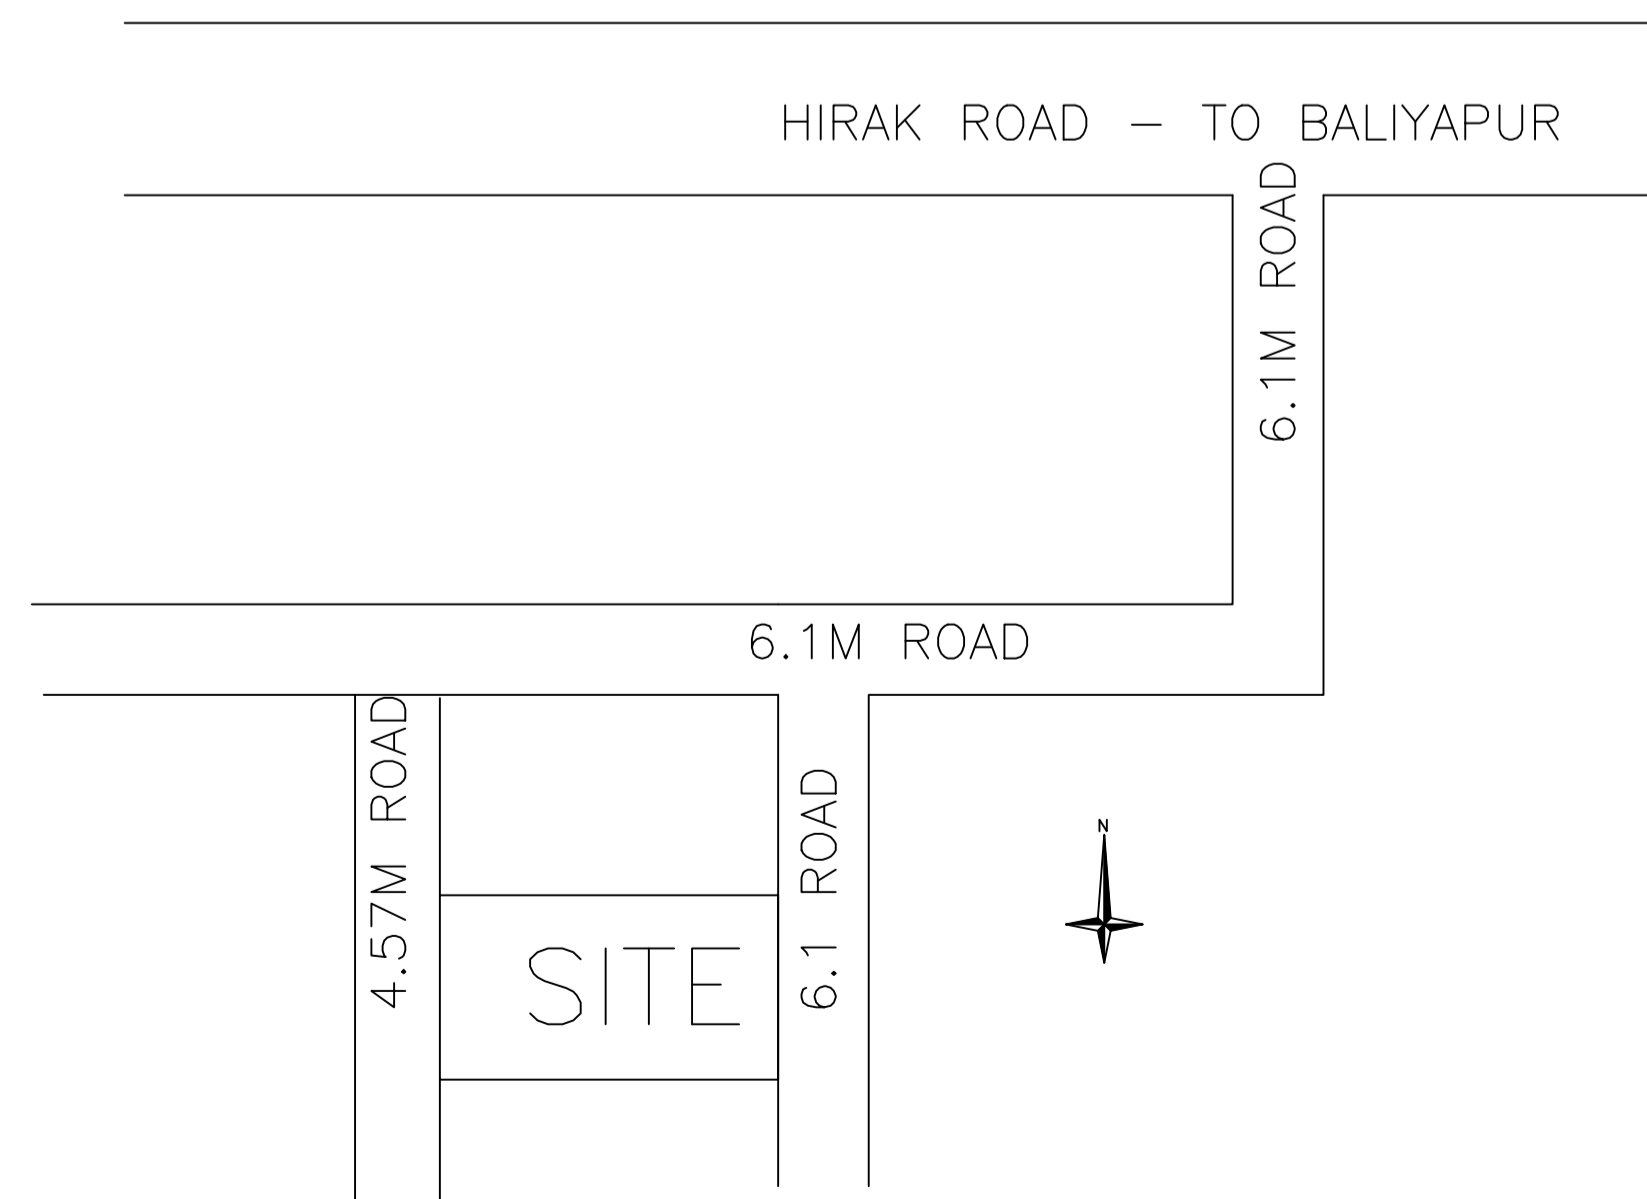 HIRAK ROAD – TO BALIYAPUR
6.1M ROAD
6.1M ROAD
4.57M ROAD
6.1 ROAD
N
SITE